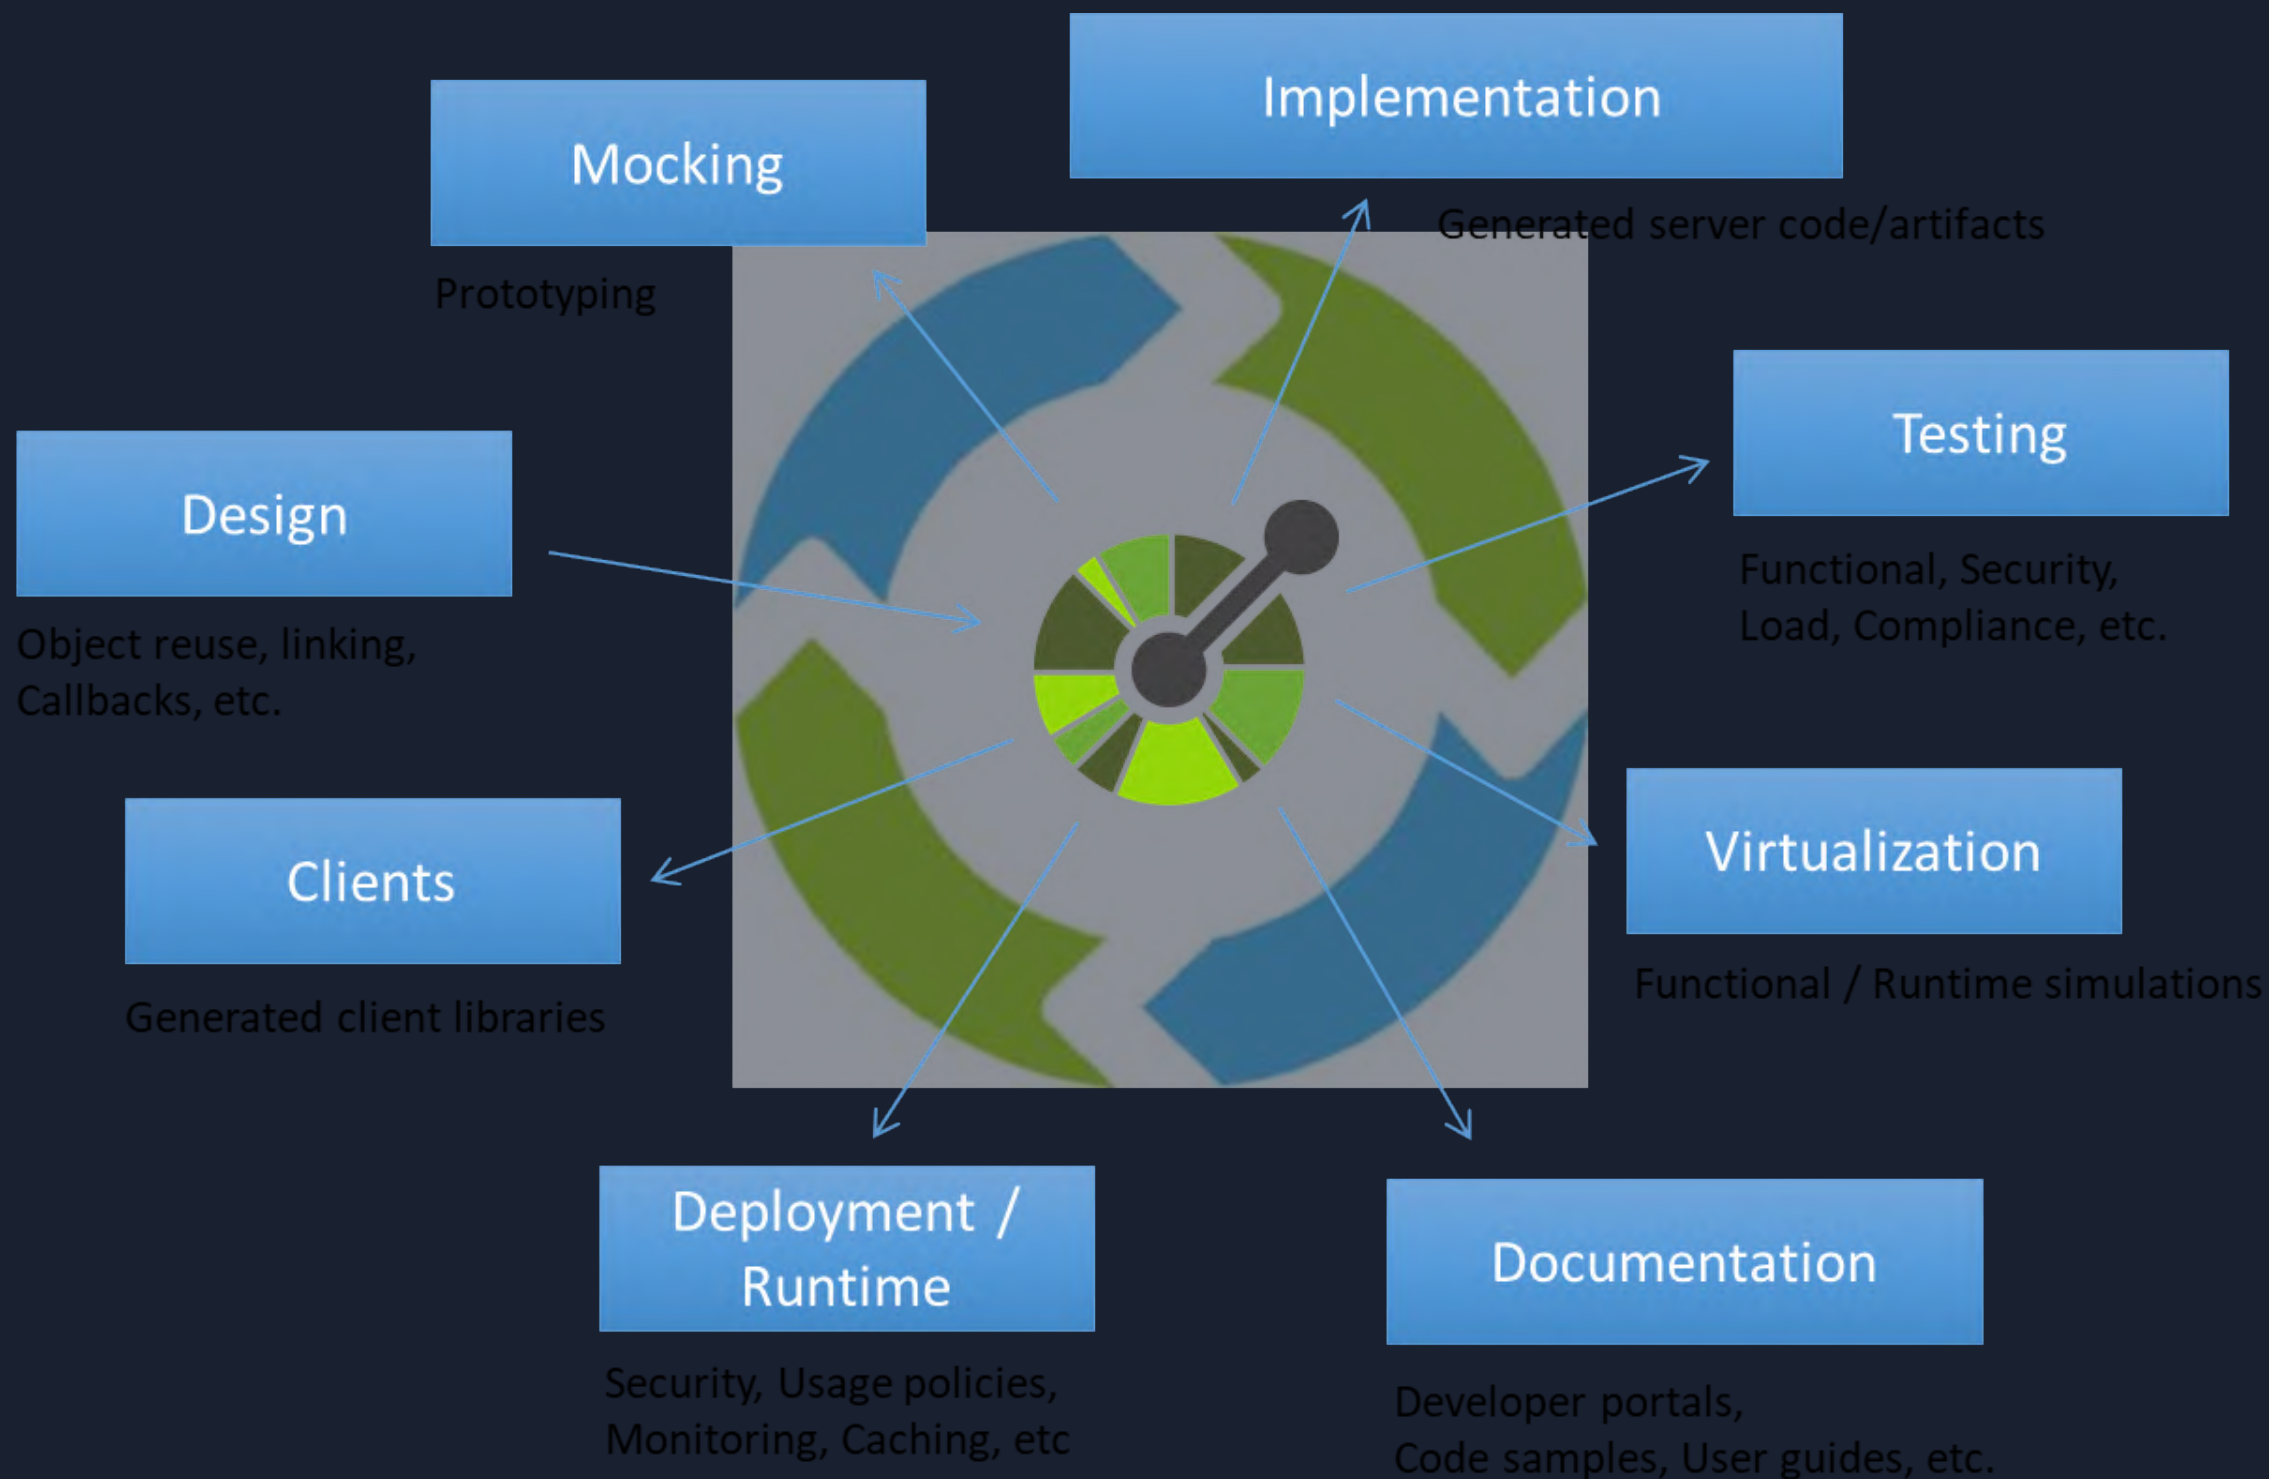 Implementation
Generated server code/artifacts
Mocking
Prototyping
Testing
Functional, Security,
Load, Compliance, etc.
Design
Object reuse, linking,
Callbacks, etc.
Virtualization
Functional / Runtime simulations
Clients
Generated client libraries
Deployment /
Runtime
Security, Usage policies,
Monitoring, Caching, etc
Documentation
Developer portals,
Code samples, User guides, etc.